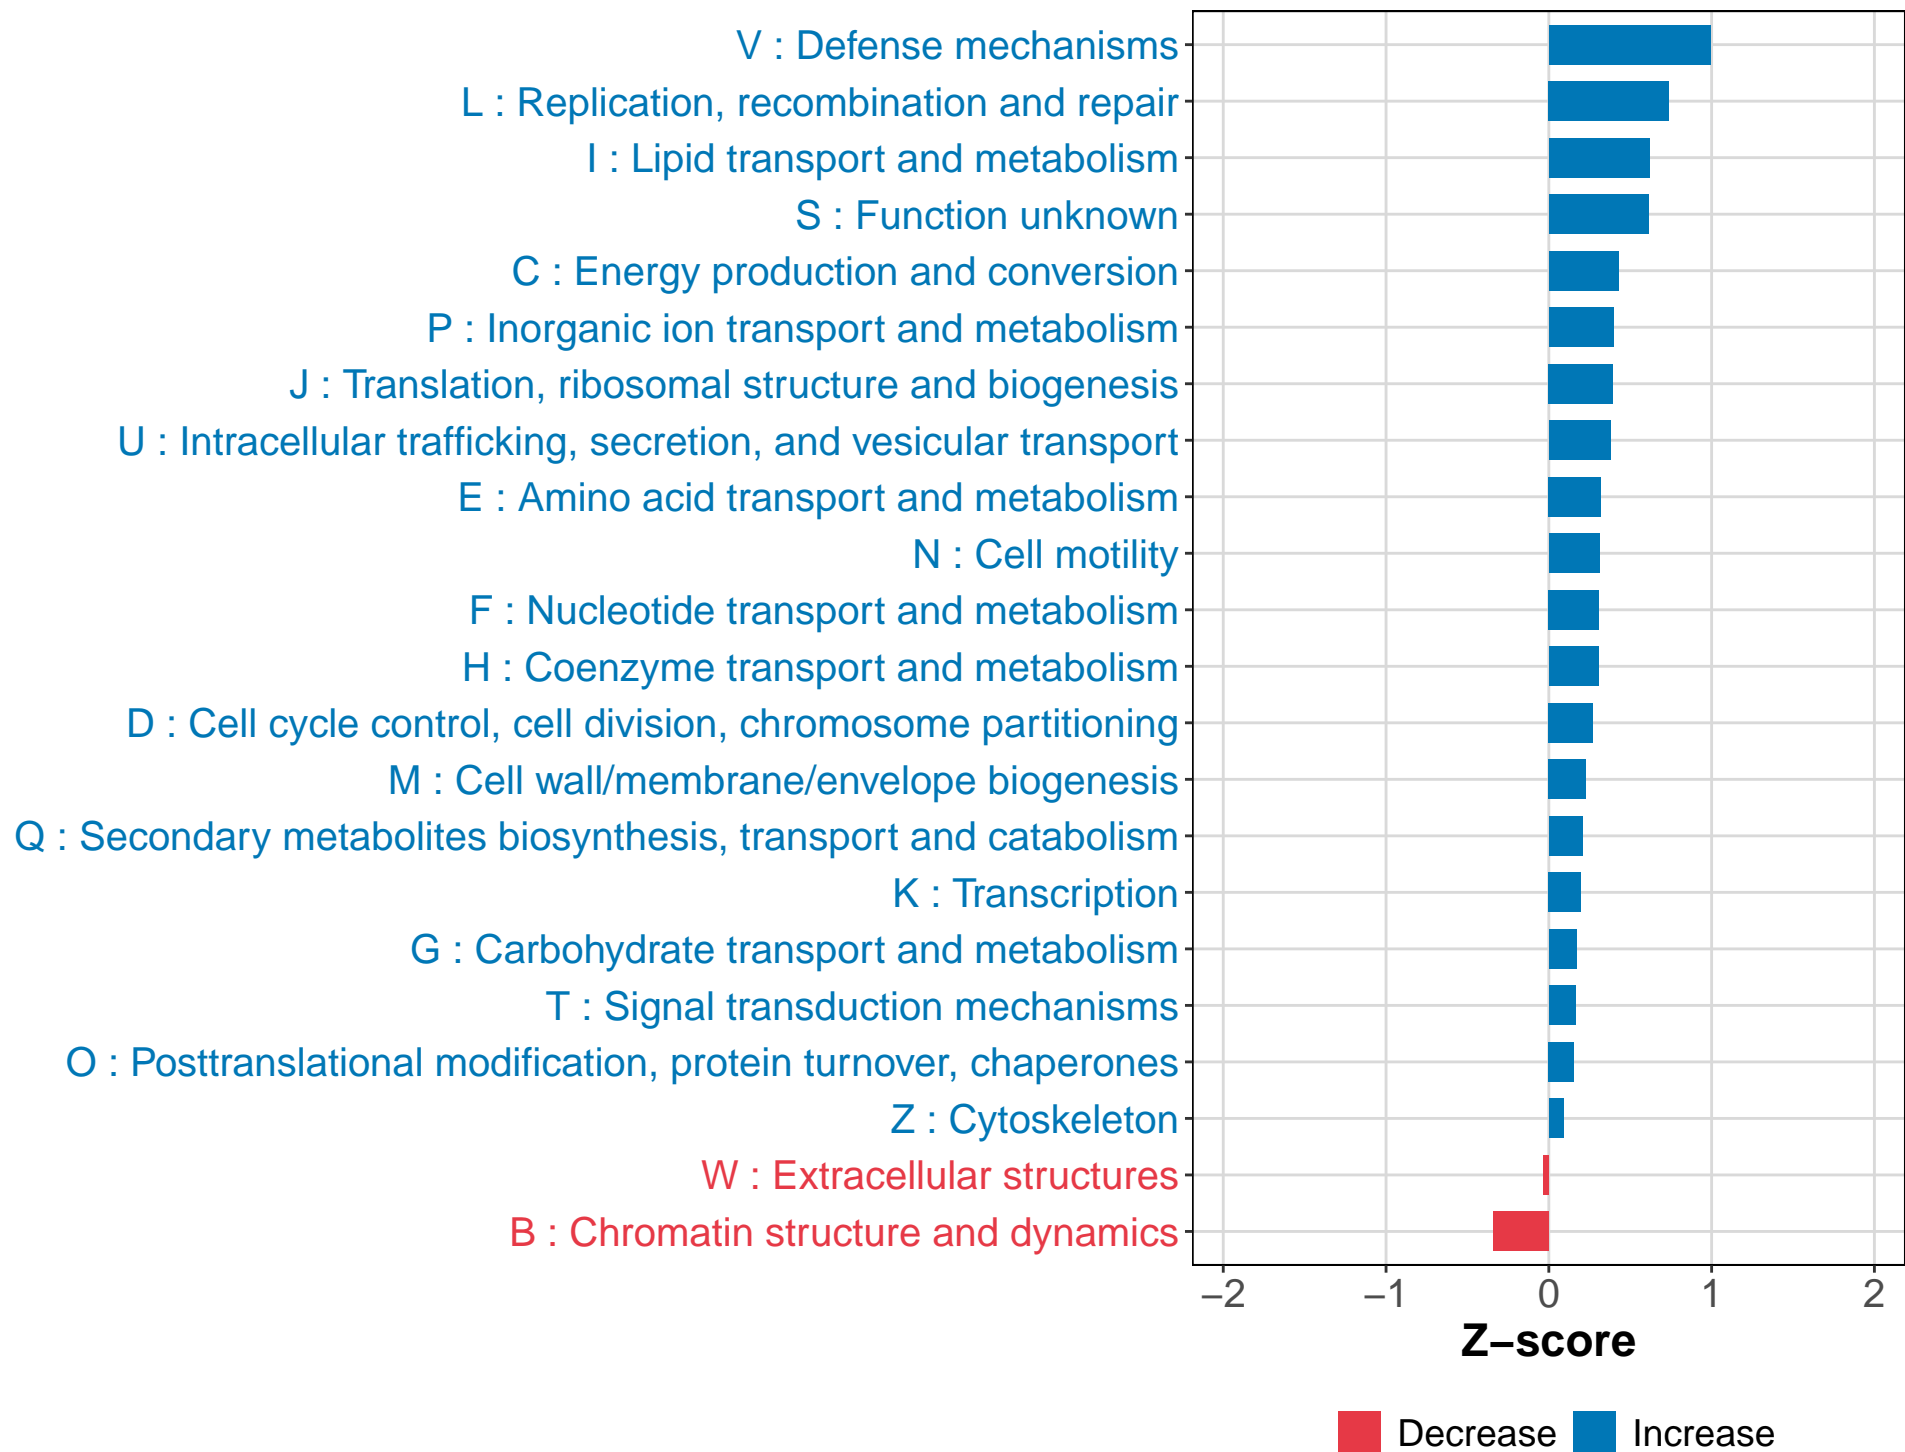 V : Defense mechanisms
L : Replication, recombination and repair
I : Lipid transport and metabolism
S : Function unknown
C : Energy production and conversion
P : Inorganic ion transport and metabolism
J : Translation, ribosomal structure and biogenesis
U : Intracellular trafficking, secretion, and vesicular transport
E : Amino acid transport and metabolism
N : Cell motility
F : Nucleotide transport and metabolism
H : Coenzyme transport and metabolism
D : Cell cycle control, cell division, chromosome partitioning
M : Cell wall/membrane/envelope biogenesis
Q : Secondary metabolites biosynthesis, transport and catabolism
K : Transcription
G : Carbohydrate transport and metabolism
T : Signal transduction mechanisms
O : Posttranslational modification, protein turnover, chaperones
Z : Cytoskeleton
W : Extracellular structures
B : Chromatin structure and dynamics
−2 −1 0 1 2
Z−score
Decrease Increase